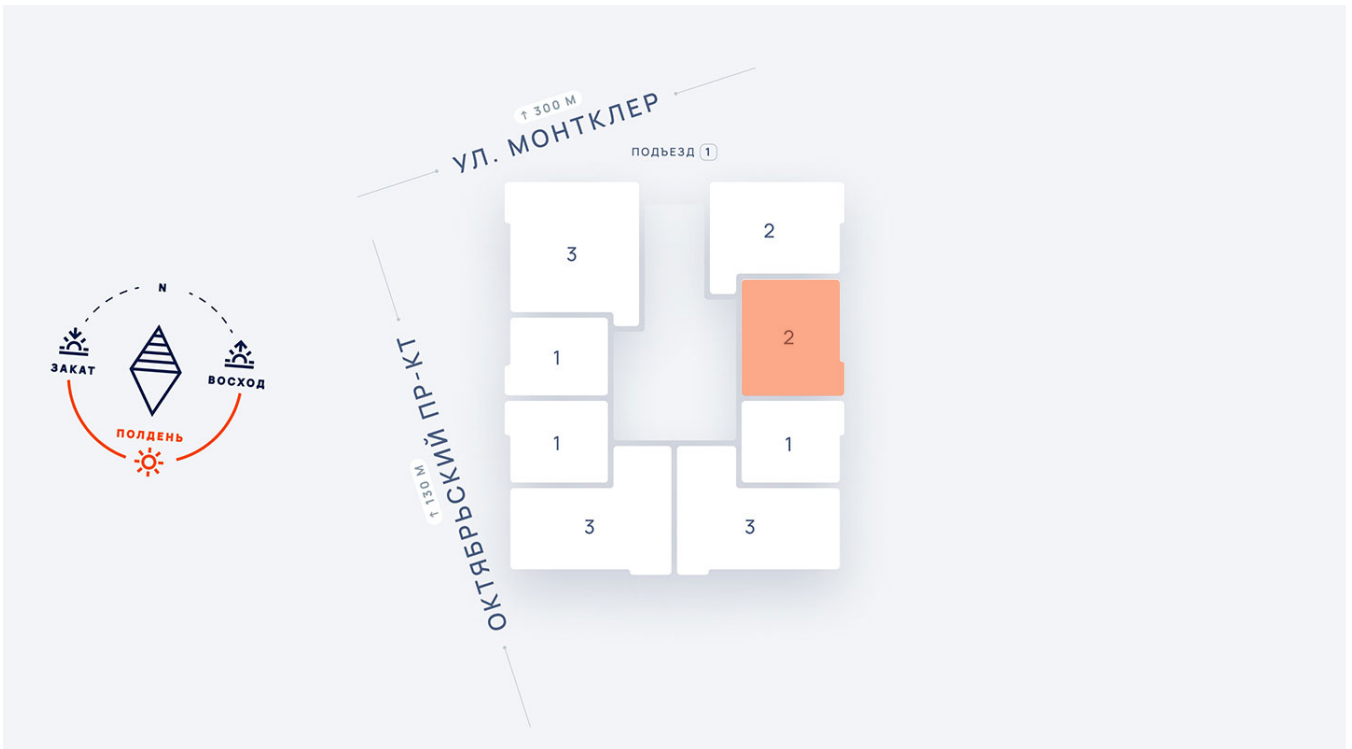 ↑ 300 М
УЛ. МОНТКЛЕР
ПОДЪЕЗД 1
3
2
N
ЗАКАТ
ВОСХОД
ПОЛДЕНЬ
↑ 130 М
ОКТЯБРЬСКИЙ ПР-КТ
1
2
1
1
3
3